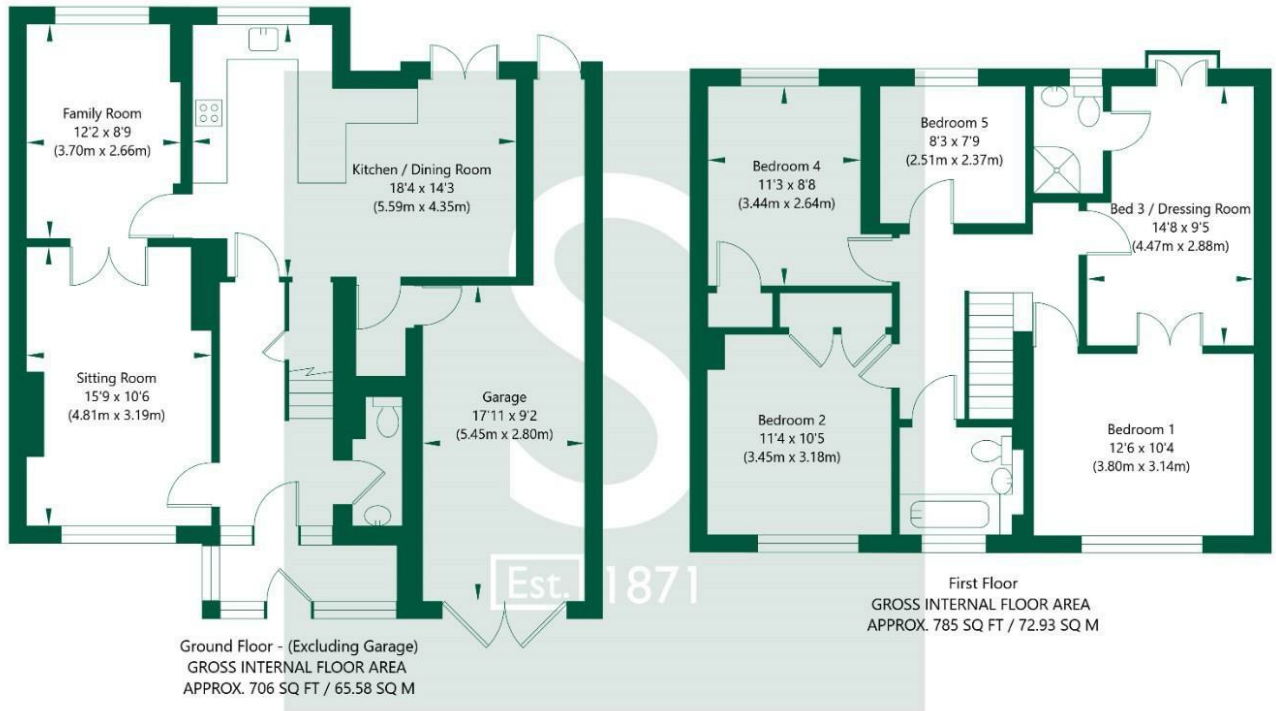 Family Room
12'2 x 8'9
(3.70m x 2.66m)
Kitchen / Dining Room
18'4 x 14'3
(5.59m x 4.35m)
Sitting Room
15'9 x 10'6
(4.81m x 3.19m)
Garage
17'11 x 9'2
(5.45m x 2.80m)
Ground Floor - (Excluding Garage)
GROSS INTERNAL FLOOR AREA
APPROX. 706 SQ FT / 65.58 SQ M
S
Est. 1871
Bedroom 4
11'3 x 8'8
(3.44m x 2.64m)
Bedroom 5
8'3 x 7'9
(2.51m x 2.37m)
Bed 3 / Dressing Room
14'8 x 9'5
(4.47m x 2.88m)
Bedroom 2
11'4 x 10'5
(3.45m x 3.18m)
Bedroom 1
12'6 x 10'4
(3.80m x 3.14m)
First Floor
GROSS INTERNAL FLOOR AREA
APPROX. 785 SQ FT / 72.93 SQ M